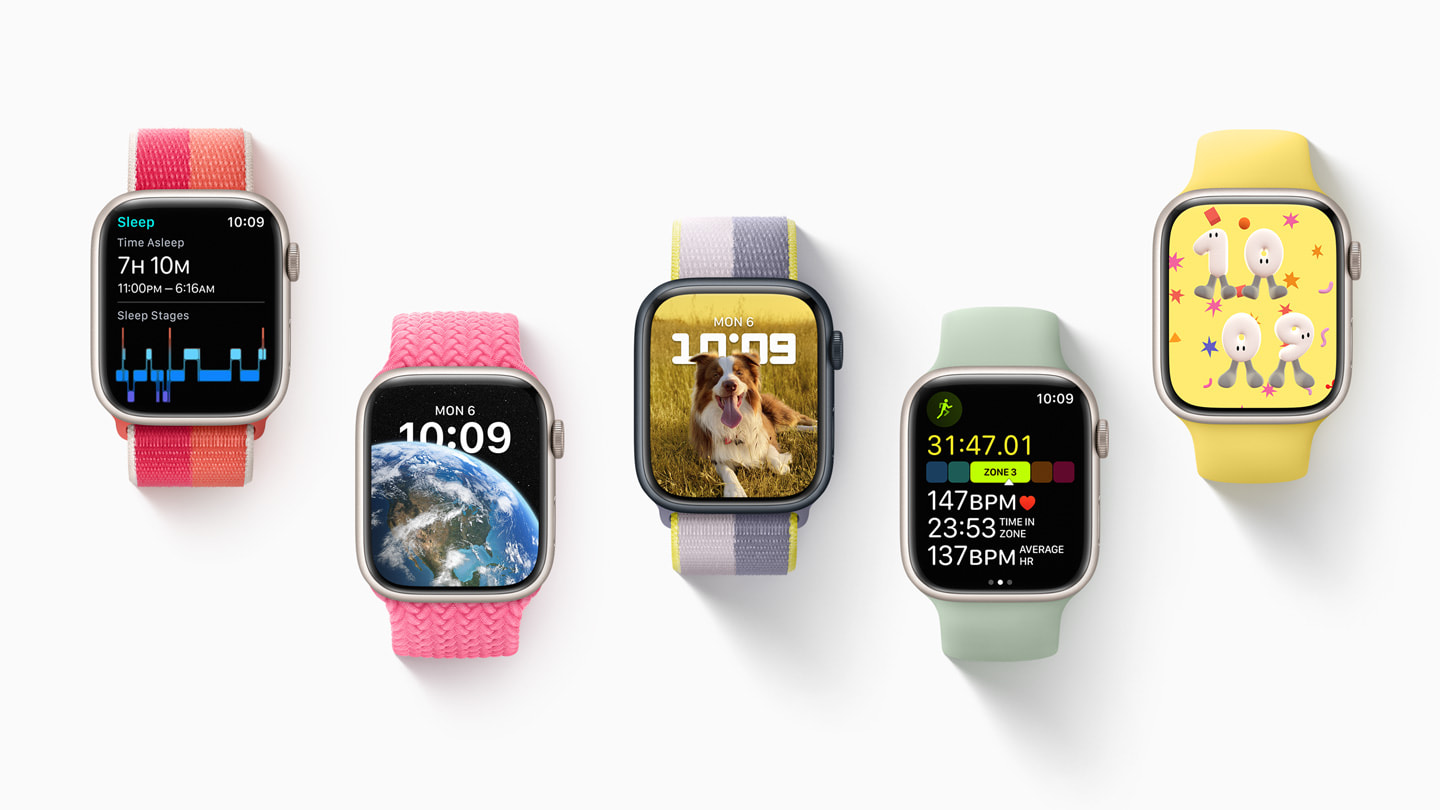 Sleep 10:09
Time Asleep
7H 10M
11:00PM – 6:16AM
Sleep Stages
MON 6
10:09
MON 6
10:09
10:09
31:47.01
ZONE 3
147BPM
23:53 TIME IN
ZONE
137BPM AVERAGE
HR
10
09